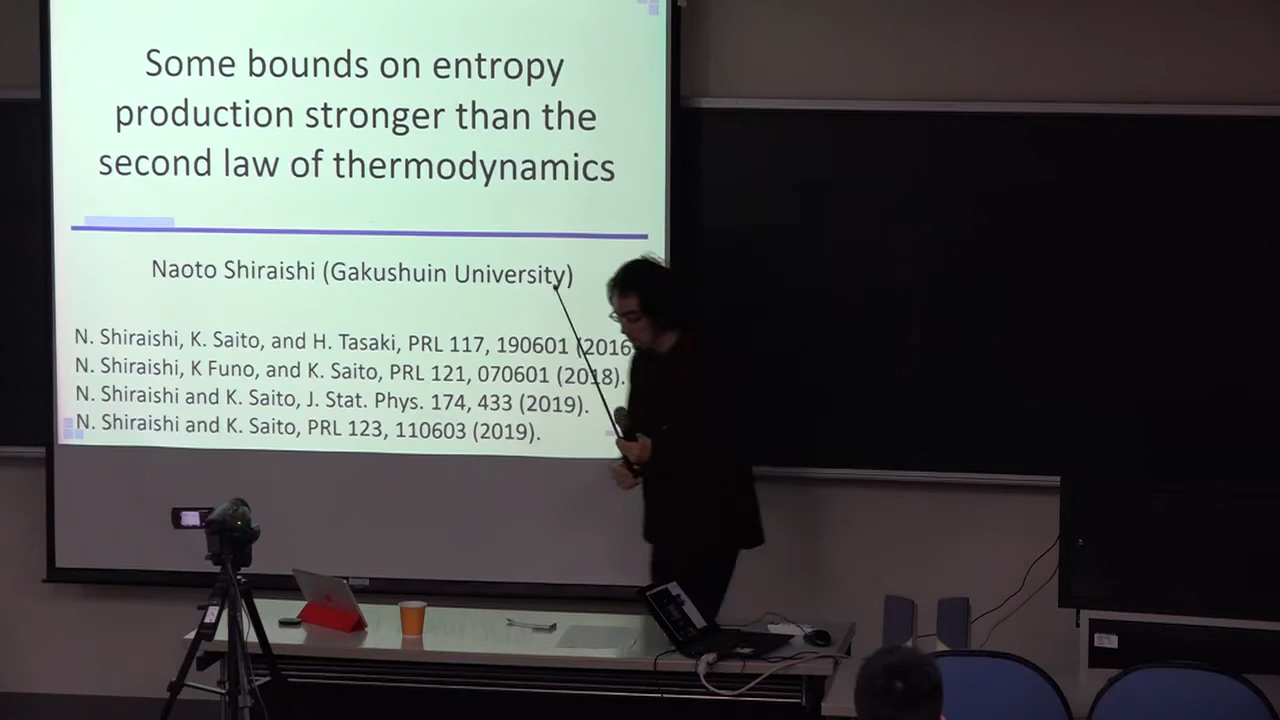 Some bounds on entropy
production stronger than the
second law of thermodynamics
Naoto Shiraishi (Gakushuin University)
N. Shiraishi, K. Saito, and H. Tasaki, PRL 117, 190601 (2016
N. Shiraishi, K Funo, and K. Saito, PRL 121, 070601 (2018).
N. Shiraishi and K. Saito, J. Stat. Phys. 174, 433 (2019).
N. Shiraishi and K. Saito, PRL 123, 110603 (2019).